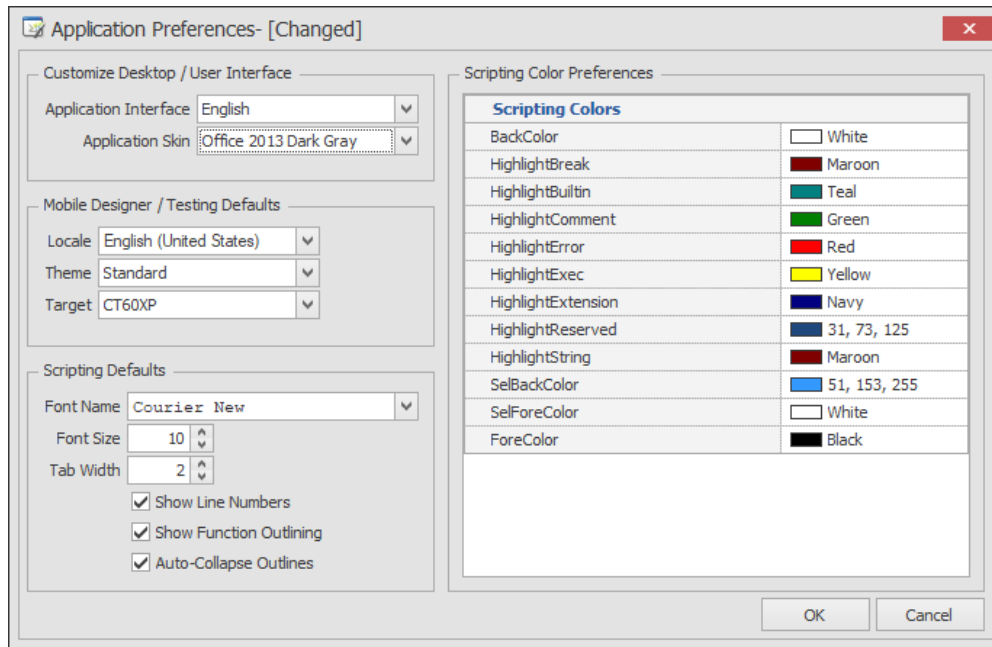 Application Preferences- [Changed]
Customize Desktop / User Interface
Application Interface English
Application Skin Office 2013 Dark Gray
Mobile Designer / Testing Defaults
Locale English (United States)
Theme Standard
Target CT60XP
Scripting Defaults
Font Name Courier New
Font Size 10
Tab Width 2
Show Line Numbers
Show Function Outlining
Auto-Collapse Outlines
Scripting Color Preferences
Scripting Colors
BackColor White
HighlightBreak Maroon
HighlightBuiltin Teal
HighlightComment Green
HighlightError Red
HighlightExec Yellow
HighlightExtension Navy
HighlightReserved 31, 73, 125
HighlightString Maroon
SelBackColor 51, 153, 255
SelForeColor White
ForeColor Black
OK Cancel